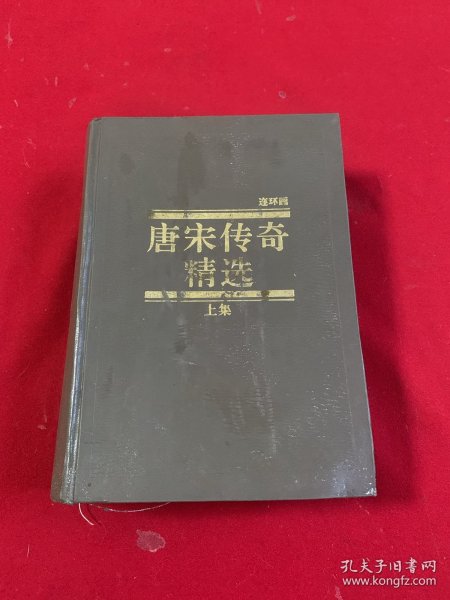 连环画
唐宋传奇
精选
上集
孔夫子旧书网
www.kongfz.com